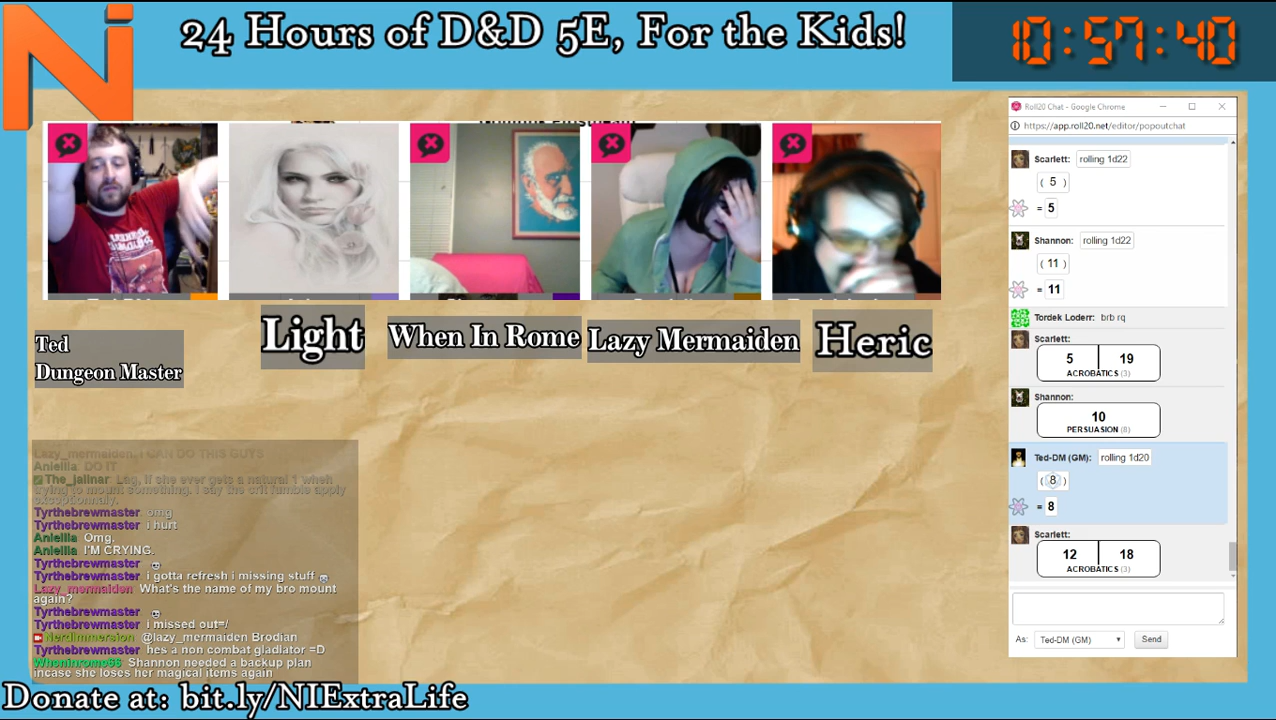 Ni
24 Hours of D&D 5E, For the Kids!
10:57:40
Ted
Dungeon Master
Light
When In Rome
Lazy Mermaiden
Heric
Lazy_mermaiden: I CAN DO THIS GUYS
Aniellia DO IT
The_jailnar: Lag, if she ever gets a natural 1 wheh
trying to mount something. i say the crit fumble apply
Tyrthebrewmaster omg
Tyrthebrewmaster i hurt
Aniellia Omg.
Aniellia I'M CRYING.
Tyrthebrewmaster
Tyrthebrewmaster i gotta refresh i missing stuff
Lazy_mermaiden What's the name of my bro mount
again?
Tyrthebrewmaster
Tyrthebrewmaster i missed out=/
NerdImmersion @lazy_mermaiden Brodian
Tyrthebrewmaster hes a non combat gladiator =D
Wheninrome66 Shannon needed a backup plan
incase she loses her magical items again
Donate at: bit.ly/NIExtraLife
Roll20 Chat - Google Chrome
https://app.roll20.net/editor/popoutchat
Scarlett: rolling 1d22
( 5 )
= 5
Shannon: rolling 1d22
( 11 )
= 11
Tordek Loderr: brb rq
Scarlett:
5 19
ACROBATICS (3)
Shannon:
10
PERSUASION (8)
Ted-DM (GM): rolling 1d20
( 8 )
= 8
Scarlett:
12 18
ACROBATICS (3)
As: Ted-DM (GM) Send